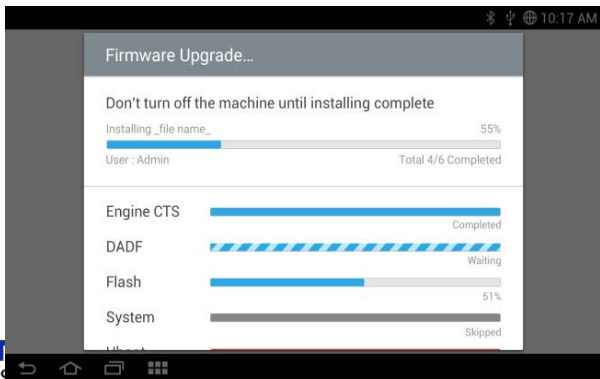 10:17 AM
Firmware Upgrade...
Don't turn off the machine until installing complete
Installing _file name_ 55%
User : Admin Total 4/6 Completed
Engine CTS
Completed
DADF
Waiting
Flash
51%
System
Skipped